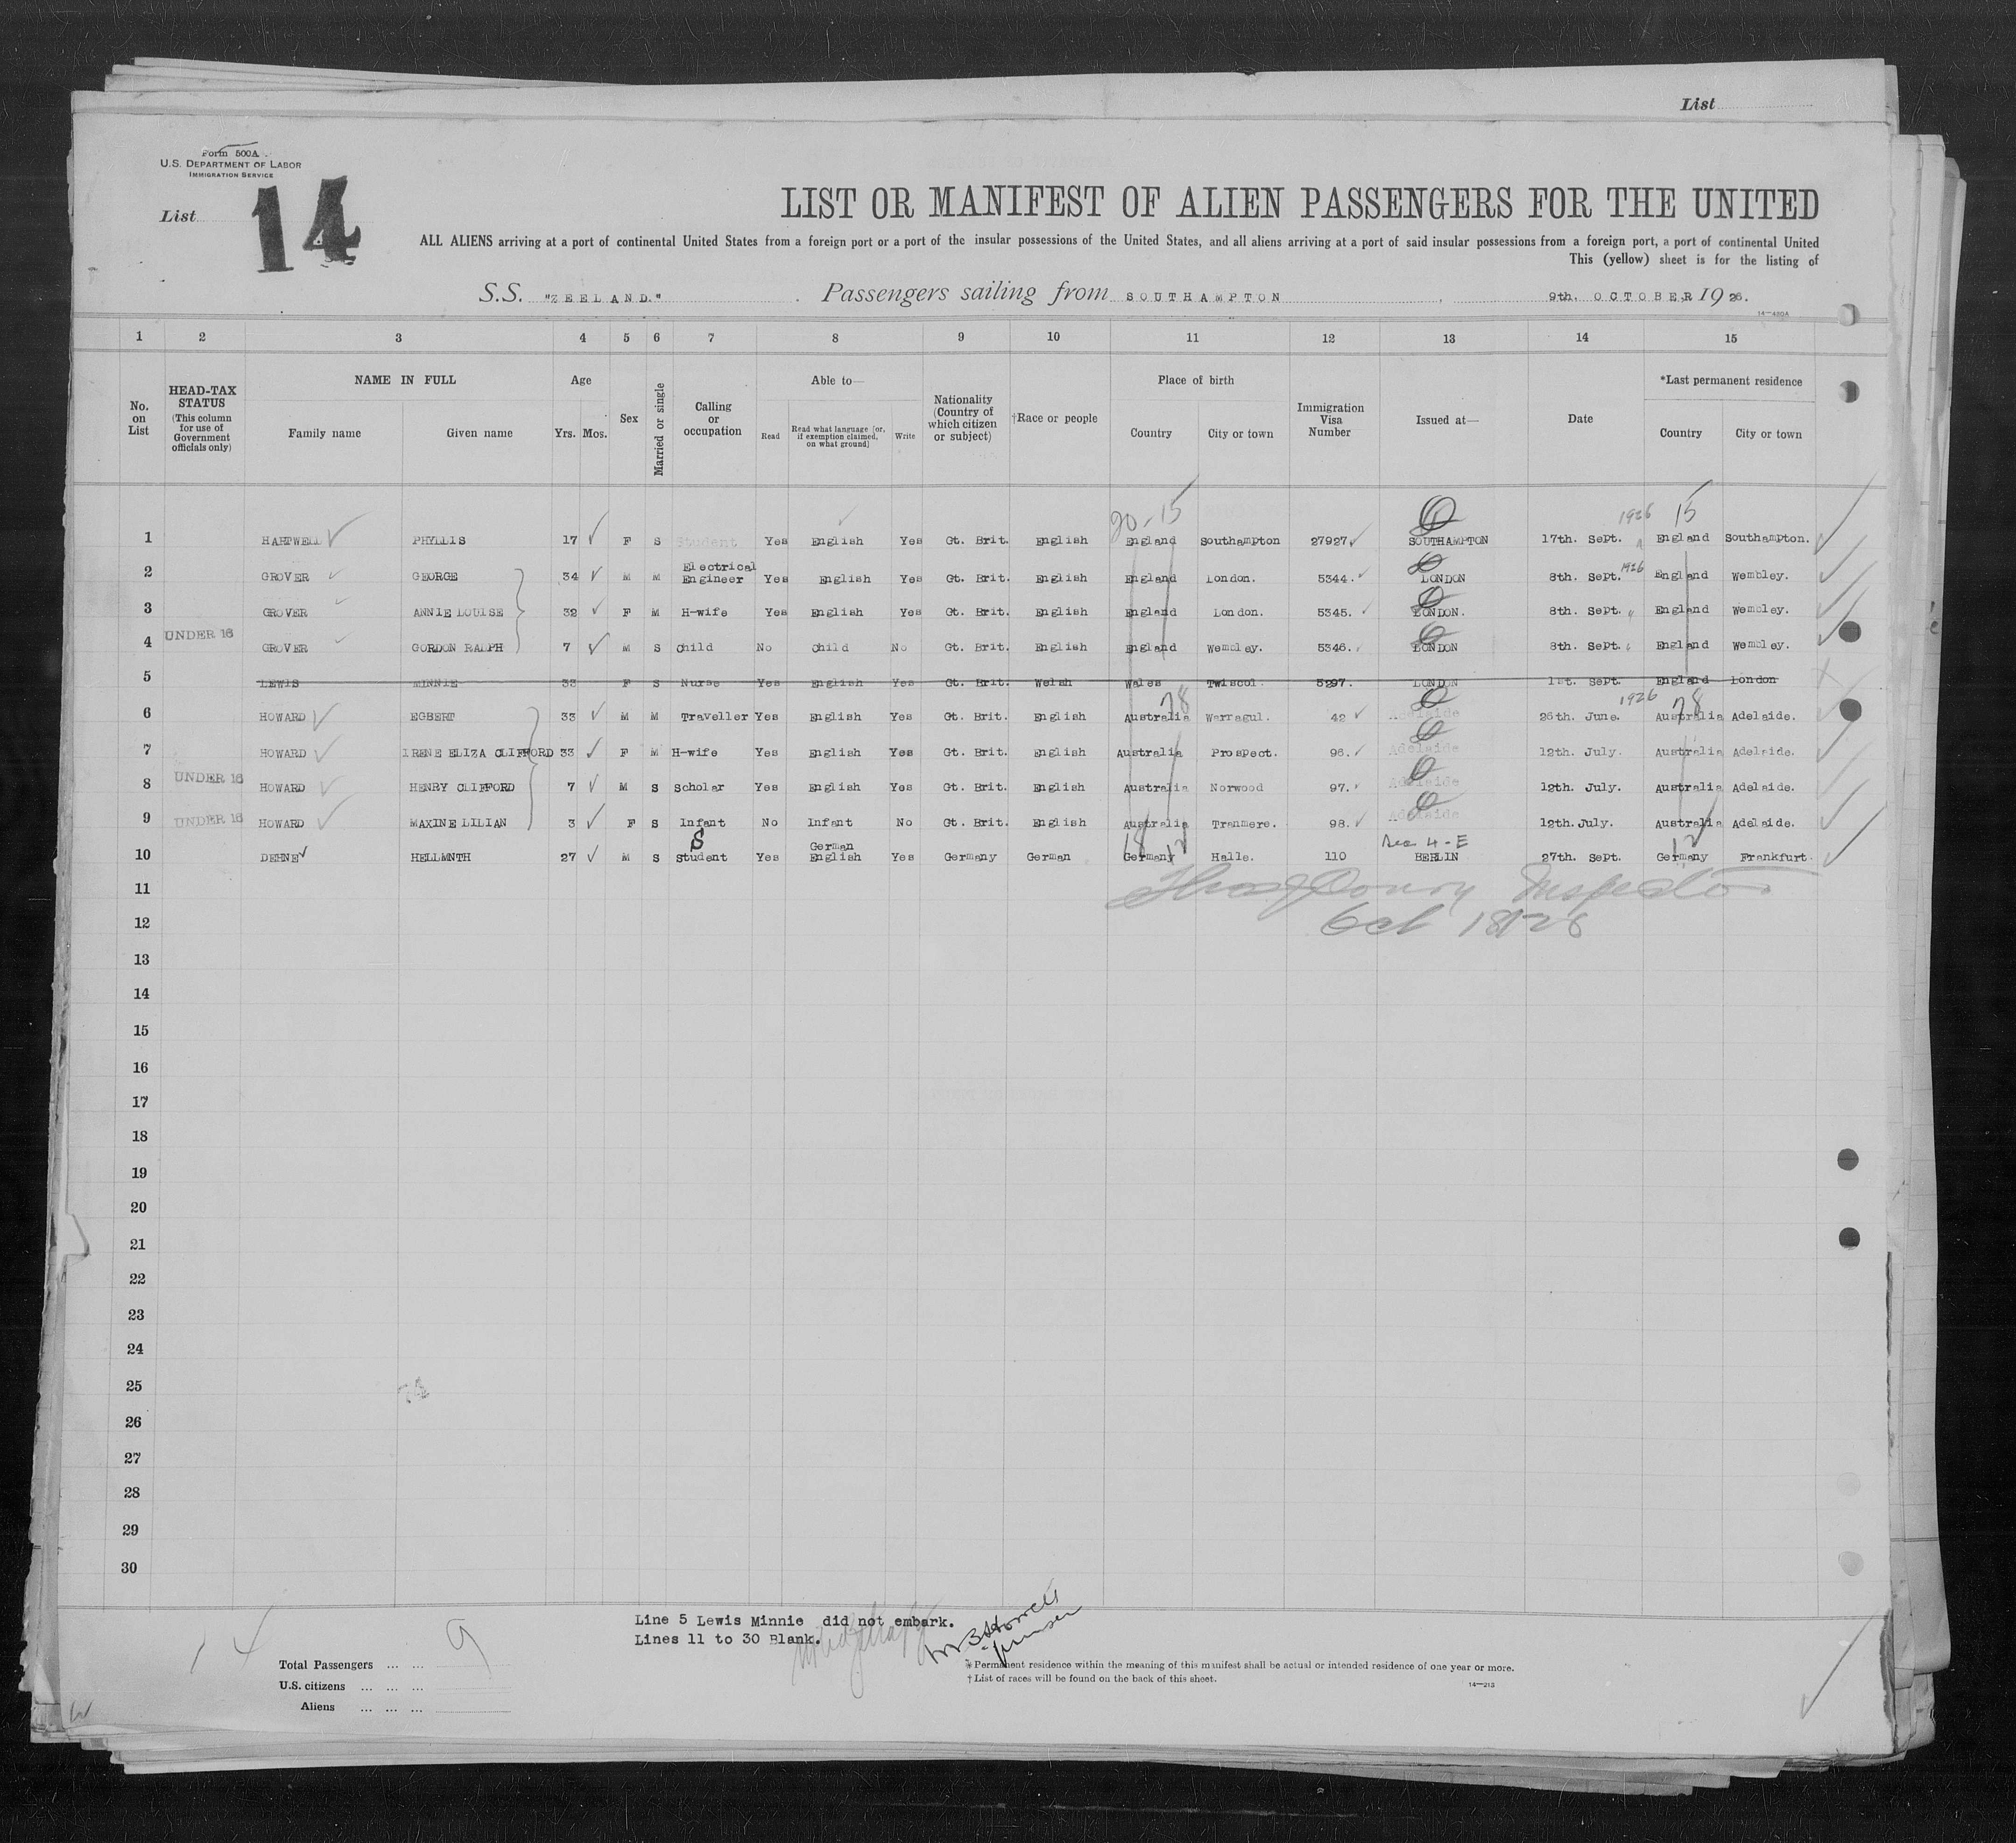 List
Form 500A
U.S. DEPARTMENT OF LABOR
IMMIGRATION SERVICE
List 14
LIST OR MANIFEST OF ALIEN PASSENGERS FOR THE UNITED
ALL ALIENS arriving at a port of continental United States from a foreign port or a port of the insular possessions of the United States, and all aliens arriving at a port of said insular possessions from a foreign port, a port of continental United
This (yellow) sheet is for the listing of
S.S. "ZEELAND." Passengers sailing from SOUTHAMPTON, 9th. OCTOBER 1926.
14—430A
1 2 3 4 5 6 7 8 9 10 11 12 13 14 15
No. on List
HEAD-TAX STATUS (This column for use of Government officials only)
NAME IN FULL
Family name Given name
Age
Yrs. Mos.
Sex
Married or single
Calling or occupation
Able to—
Read Read what language [or, if exemption claimed, on what ground] Write
Nationality (Country of which citizen or subject)
†Race or people
Place of birth
Country City or town
Immigration Visa Number
Issued at—
Date
*Last permanent residence
Country City or town
20-15 1926 15
1 HARTWELL PHYLLIS 17 F S Student Yes English Yes Gt. Brit. English England Southampton 27927 SOUTHAMPTON 17th. Sept. England Southampton.
2 GROVER GEORGE 34 M M Electrical Engineer Yes English Yes Gt. Brit. English England London. 5344. LONDON 8th. Sept. 1926 England Wembley.
3 GROVER ANNIE LOUISE 32 F M H-wife Yes English Yes Gt. Brit. English England London. 5345. LONDON. 8th. Sept. England Wembley.
UNDER 16
4 GROVER GORDON RALPH 7 M S Child No Child No Gt. Brit. English England Wembley. 5346. LONDON 8th. Sept. England Wembley.
5 LEWIS MINNIE 33 F S Nurse Yes English Yes Gt. Brit. Welsh Wales Twiscol 5297. LONDON 1st. Sept. England London
78 1926 78
6 HOWARD EGBERT 33 M M Traveller Yes English Yes Gt. Brit. English Australia Warragul. 42 Adelaide 26th. June. Australia Adelaide.
7 HOWARD IRENE ELIZA CLIFFORD 33 F M H-wife Yes English Yes Gt. Brit. English Australia Prospect. 96. Adelaide 12th. July. Australia Adelaide.
UNDER 16
8 HOWARD HENRY CLIFFORD 7 M S Scholar Yes English Yes Gt. Brit. English Australia Norwood 97. Adelaide 12th. July. Australia Adelaide.
UNDER 16
9 HOWARD MAXINE LILIAN 3 F S Infant No Infant No Gt. Brit. English Australia Tranmere. 98. Adelaide 12th. July. Australia Adelaide.
S German 18 12 Sec 4-E 12
10 DEHNE HELLMNTH 27 M S Student Yes English Yes Germany German Germany Halle. 110 BERLIN 27th. Sept. Germany Frankfurt.
11 Inspector
12 Oct 18
13
14
15
16
17
18
19
20
21
22
23
24
25
26
27
28
29
30
Line 5 Lewis Minnie did not embark.
Lines 11 to 30 Blank.
purser
14 9
Total Passengers ... ...
U.S. citizens ... ... ...
Aliens ... ... ...
*Permanent residence within the meaning of this manifest shall be actual or intended residence of one year or more.
†List of races will be found on the back of this sheet.
14—213